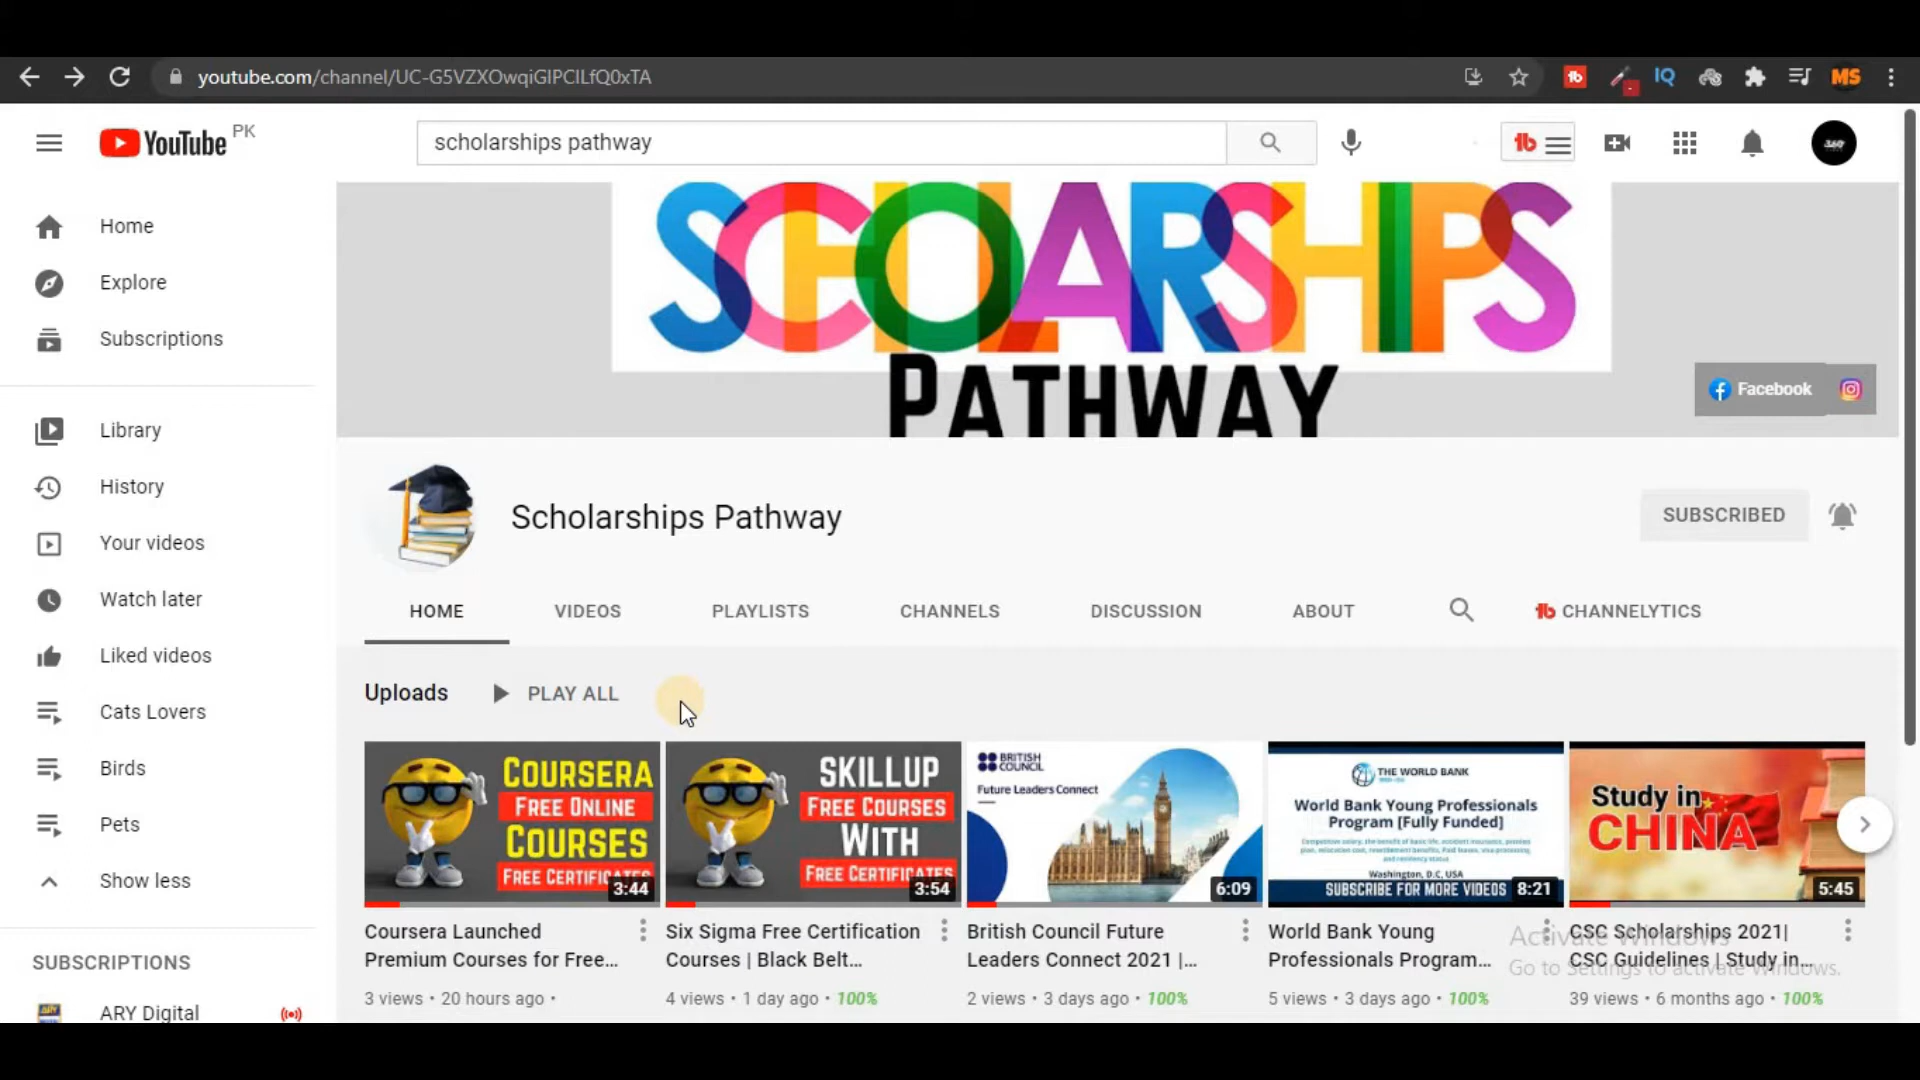 youtube.com/channel/UC-G5VZXOwqiGlPClLfQ0xTA
IQ
MS
YouTube PK
scholarships pathway
360
Home
Explore
Subscriptions
Library
History
Your videos
Watch later
Liked videos
Cats Lovers
Birds
Pets
Show less
SUBSCRIPTIONS
ARY Digital
SCHOLARSHIPS
PATHWAY
Facebook
Scholarships Pathway
SUBSCRIBED
HOME VIDEOS PLAYLISTS CHANNELS DISCUSSION ABOUT CHANNELYTICS
Uploads PLAY ALL
COURSERA
FREE ONLINE
COURSES
FREE CERTIFICATES
3:44
SKILLUP
FREE COURSES
WITH
FREE CERTIFICATES
3:54
BRITISH
COUNCIL
Future Leaders Connect
6:09
THE WORLD BANK
World Bank Young Professionals
Program [Fully Funded]
Washington, D.C, USA
SUBSCRIBE FOR MORE VIDEOS
8:21
Study in
CHINA
5:45
Coursera Launched
Premium Courses for Free...
3 views • 20 hours ago •
Six Sigma Free Certification
Courses | Black Belt...
4 views • 1 day ago • 100%
British Council Future
Leaders Connect 2021 |...
2 views • 3 days ago • 100%
World Bank Young
Professionals Program...
5 views • 3 days ago • 100%
CSC Scholarships 2021|
CSC Guidelines | Study in...
39 views • 6 months ago • 100%
Activate Windows
Go to Settings to activate Windows.